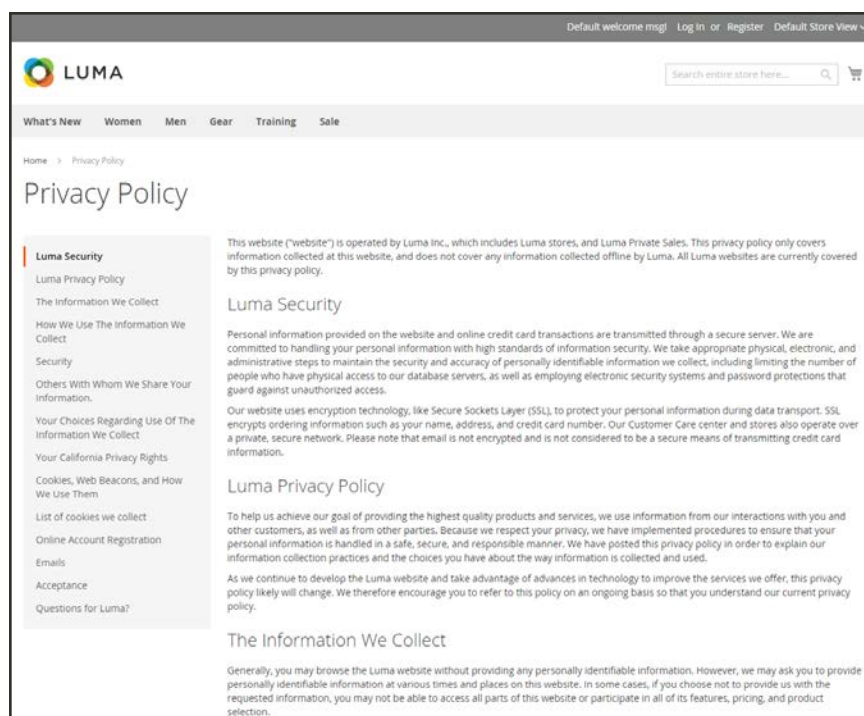 Default welcome msg! Log In or Register Default Store View
LUMA
Search entire store here...
What's New Women Men Gear Training Sale
Home > Privacy Policy
Privacy Policy
Luma Security
Luma Privacy Policy
The Information We Collect
How We Use The Information We
Collect
Security
Others With Whom We Share Your
Information.
Your Choices Regarding Use Of The
Information We Collect
Your California Privacy Rights
Cookies, Web Beacons, and How
We Use Them
List of cookies we collect
Online Account Registration
Emails
Acceptance
Questions for Luma?
This website ("website") is operated by Luma Inc., which includes Luma stores, and Luma Private Sales. This privacy policy only covers
information collected at this website, and does not cover any information collected offline by Luma. All Luma websites are currently covered
by this privacy policy.
Luma Security
Personal information provided on the website and online credit card transactions are transmitted through a secure server. We are
committed to handling your personal information with high standards of information security. We take appropriate physical, electronic, and
administrative steps to maintain the security and accuracy of personally identifiable information we collect, including limiting the number of
people who have physical access to our database servers, as well as employing electronic security systems and password protections that
guard against unauthorized access.
Our website uses encryption technology, like Secure Sockets Layer (SSL), to protect your personal information during data transport. SSL
encrypts ordering information such as your name, address, and credit card number. Our Customer Care center and stores also operate over
a private, secure network. Please note that email is not encrypted and is not considered to be a secure means of transmitting credit card
information.
Luma Privacy Policy
To help us achieve our goal of providing the highest quality products and services, we use information from our interactions with you and
other customers, as well as from other parties. Because we respect your privacy, we have implemented procedures to ensure that your
personal information is handled in a safe, secure, and responsible manner. We have posted this privacy policy in order to explain our
information collection practices and the choices you have about the way information is collected and used.
As we continue to develop the Luma website and take advantage of advances in technology to improve the services we offer, this privacy
policy likely will change. We therefore encourage you to refer to this policy on an ongoing basis so that you understand our current privacy
policy.
The Information We Collect
Generally, you may browse the Luma website without providing any personally identifiable information. However, we may ask you to provide
personally identifiable information at various times and places on this website. In some cases, if you choose not to provide us with the
requested information, you may not be able to access all parts of this website or participate in all of its features, pricing, and product
selection.